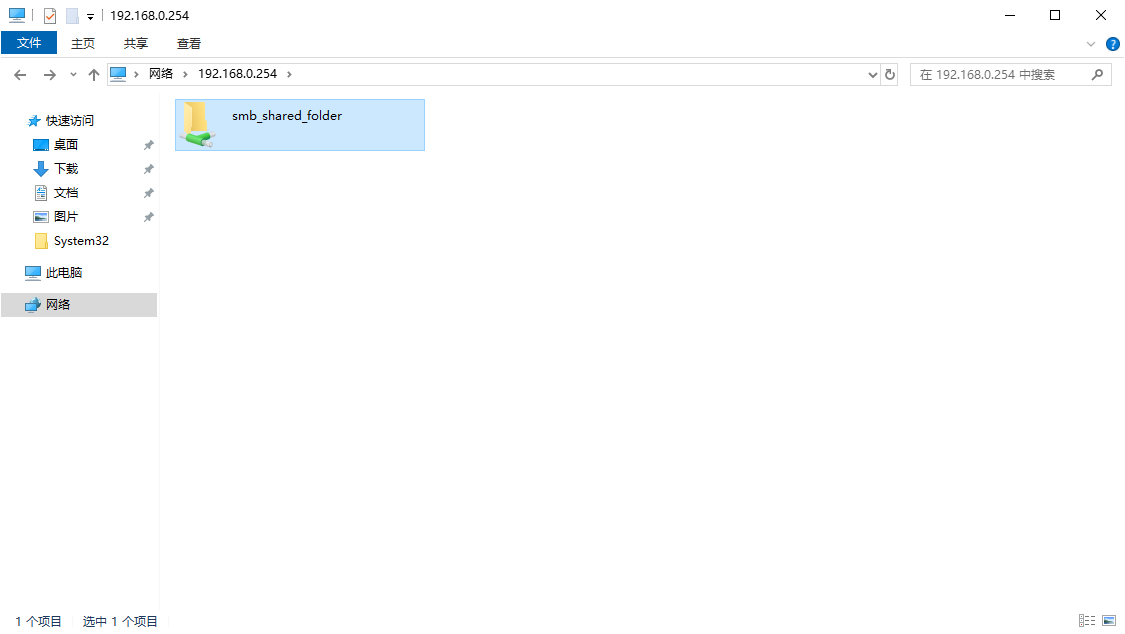 192.168.0.254
文件 主页 共享 查看
网络 192.168.0.254 在 192.168.0.254 中搜索
快速访问
桌面
下载
文档
图片
System32
此电脑
网络
smb_shared_folder
1 个项目 选中 1 个项目